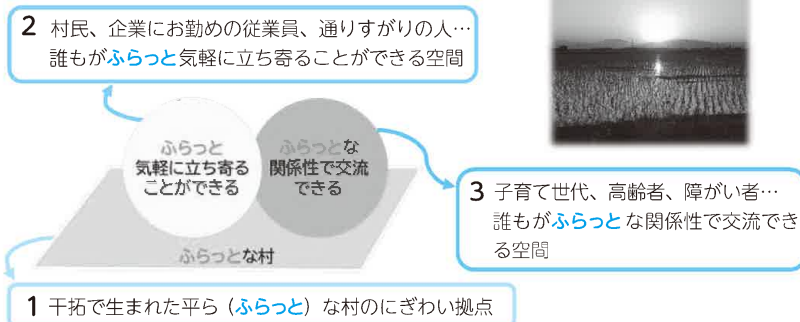 2 村民、企業にお勤めの従業員、通りすがりの人…
誰もがふらっと気軽に立ち寄ることができる空間
ふらっと
気軽に立ち寄る
ことができる
ふらっとな
関係性で交流
できる
ふらっとな村
3 子育て世代、高齢者、障がい者…
誰もがふらっとな関係性で交流でき
る空間
1 干拓で生まれた平ら（ふらっと）な村のにぎわい拠点